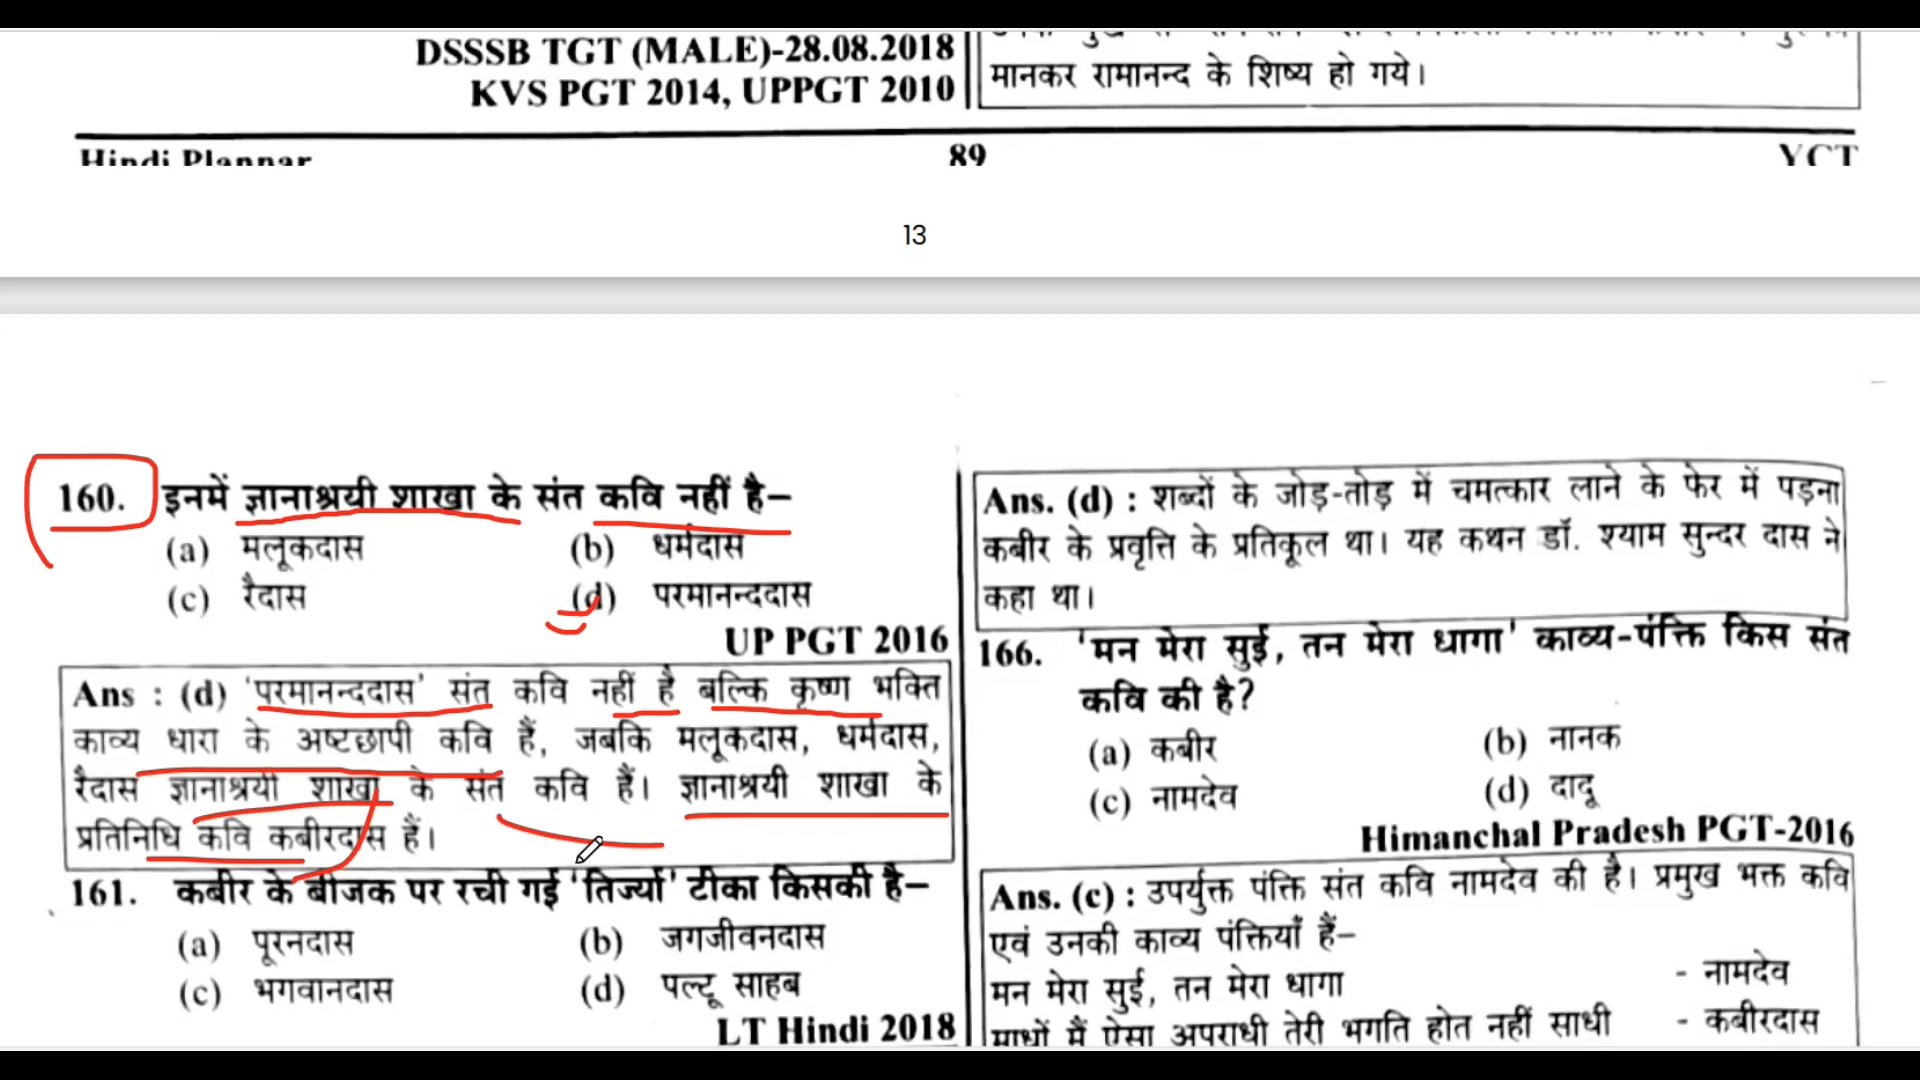 DSSSB TGT (MALE)-28.08.2018
KVS PGT 2014, UPPGT 2010
मानकर रामानन्द के शिष्य हो गये।
Hindi Plannar
89
YCT
13
160. इनमें ज्ञानाश्रयी शाखा के संत कवि नहीं है–
(a) मलूकदास (b) धर्मदास
(c) रैदास (d) परमानन्ददास
UP PGT 2016
Ans : (d) 'परमानन्ददास' संत कवि नहीं है बल्कि कृष्ण भक्ति
काव्य धारा के अष्टछापी कवि हैं, जबकि मलूकदास, धर्मदास,
रैदास ज्ञानाश्रयी शाखा के संत कवि हैं। ज्ञानाश्रयी शाखा के
प्रतिनिधि कवि कबीरदास हैं।
161. कबीर के बीजक पर रची गई 'तिर्ज्या' टीका किसकी है–
(a) पूरनदास (b) जगजीवनदास
(c) भगवानदास (d) पल्टू साहब
LT Hindi 2018
Ans. (d) : शब्दों के जोड़-तोड़ में चमत्कार लाने के फेर में पड़ना
कबीर के प्रवृत्ति के प्रतिकूल था। यह कथन डॉ. श्याम सुन्दर दास ने
कहा था।
166. 'मन मेरा सुई, तन मेरा धागा' काव्य-पंक्ति किस संत
कवि की है?
(a) कबीर (b) नानक
(c) नामदेव (d) दादू
Himanchal Pradesh PGT-2016
Ans. (c) : उपर्युक्त पंक्ति संत कवि नामदेव की है। प्रमुख भक्त कवि
एवं उनकी काव्य पंक्तियाँ हैं–
मन मेरा सुई, तन मेरा धागा - नामदेव
माधों मैं ऐसा अपराधी तेरी भगति होत नहीं साधी - कबीरदास